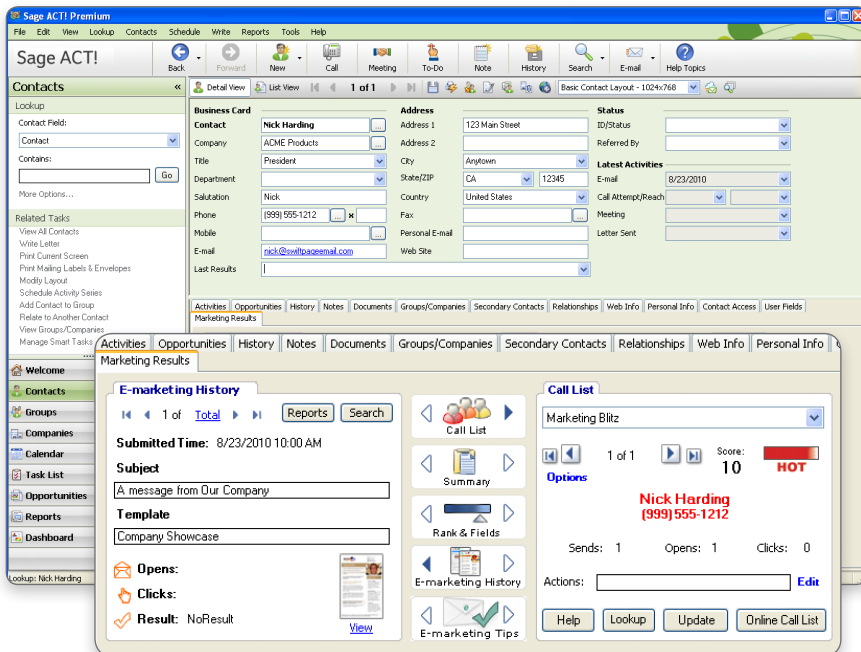 Sage ACT! Premium
File Edit View Lookup Contacts Schedule Write Reports Tools Help
Sage ACT!
Back Forward New Call Meeting To-Do Note History Search E-mail Help Topics
Contacts «
Detail View List View 1 of 1 Basic Contact Layout - 1024x768
Lookup
Contact Field:
Contact
Contains:
Go
More Options...
Related Tasks
View All Contacts
Write Letter
Print Current Screen
Print Mailing Labels & Envelopes
Modify Layout
Schedule Activity Series
Add Contact to Group
Relate to Another Contact
View Groups/Companies
Manage Smart Tasks
Welcome
Contacts
Groups
Companies
Calendar
Task List
Opportunities
Reports
Dashboard
Lookup: Nick Harding
Business Card
Contact Nick Harding ...
Company ACME Products ...
Title President
Department
Salutation Nick
Phone (999) 555-1212 ... x
Mobile ...
E-mail nick@swiftpageemail.com
Last Results
Address
Address 1 123 Main Street
Address 2
City Anytown
State/ZIP CA 12345
Country United States
Fax ...
Personal E-mail
Web Site
Status
ID/Status
Referred By
Latest Activities
E-mail 8/23/2010
Call Attempt/Reach
Meeting
Letter Sent
Activities Opportunities History Notes Documents Groups/Companies Secondary Contacts Relationships Web Info Personal Info Contact Access User Fields
Marketing Results
Activities Opportunities History Notes Documents Groups/Companies Secondary Contacts Relationships Web Info Personal Info
Marketing Results
E-marketing History
1 of Total Reports Search
Submitted Time: 8/23/2010 10:00 AM
Subject
A message from Our Company
Template
Company Showcase
Opens:
Clicks:
Result: NoResult
View
Call List
Summary
Rank & Fields
E-marketing History
E-marketing Tips
Call List
Marketing Blitz
1 of 1 Score: 10 HOT
Options
Nick Harding
(999) 555-1212
Sends: 1 Opens: 1 Clicks: 0
Actions: Edit
Help Lookup Update Online Call List